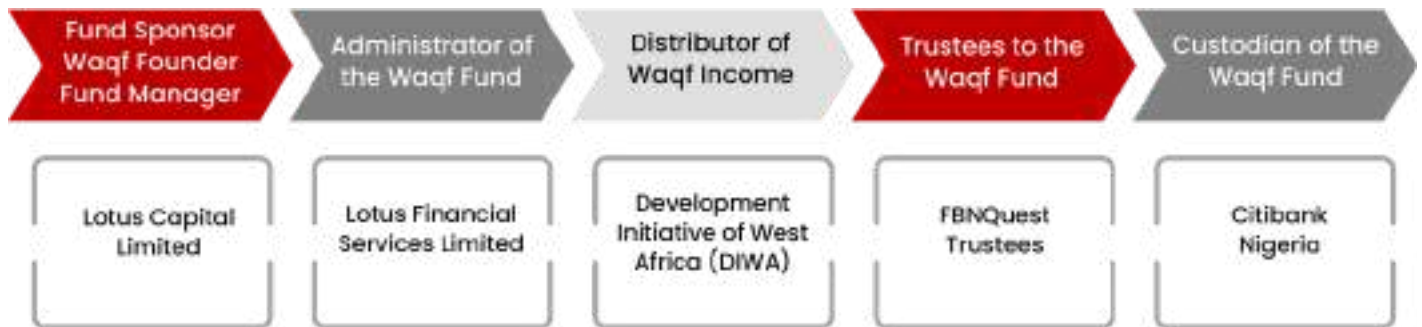 Fund Sponsor
Waqf Founder
Fund Manager
Administrator of
the Waqf Fund
Distributor of
Waqf Income
Trustees to the
Waqf Fund
Custodian of the
Waqf Fund
Lotus Capital
Limited
Lotus Financial
Services Limited
Development
Initiative of West
Africa (DIWA)
FBNQuest
Trustees
Citibank
Nigeria